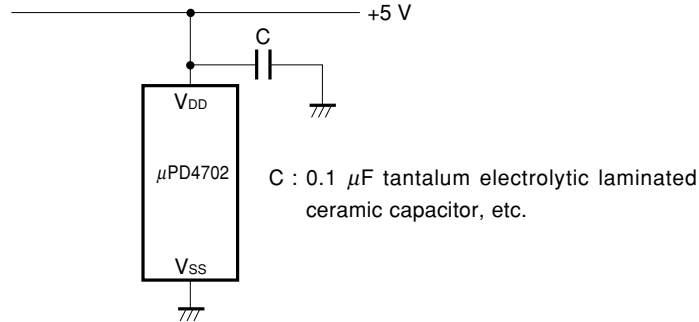 +5 V
C
VDD
μPD4702
C : 0.1 μF tantalum electrolytic laminated
ceramic capacitor, etc.
VSS